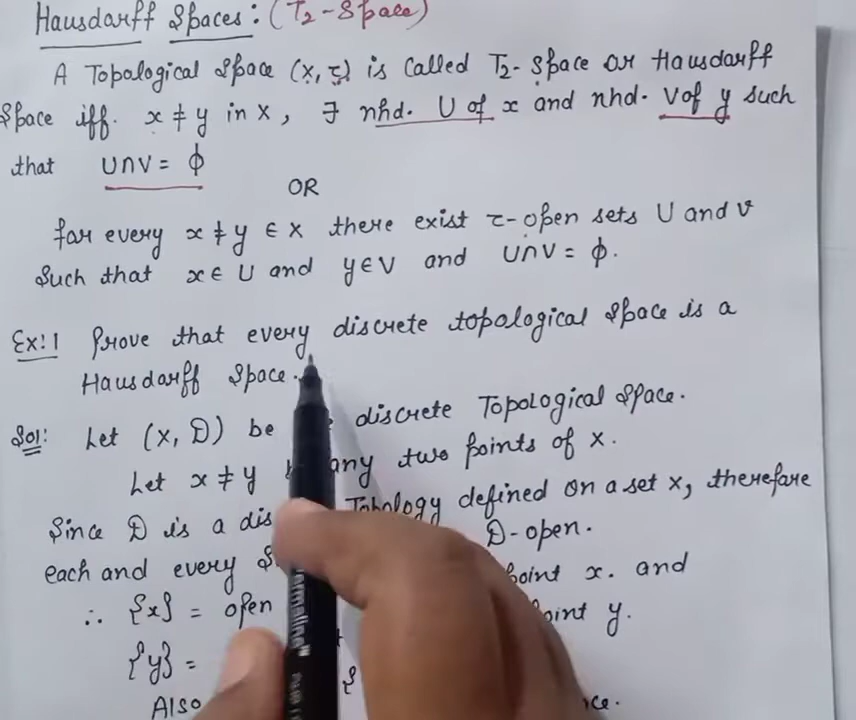 Hausdarff Spaces: (T2-Space)
A Topological Space (X, τ) is called T2- Space or Hausdarff
Space iff. x ≠ y in X, ∃ nhd. U of x and nhd. V of y such
that U∩V = ϕ
OR
for every x ≠ y ∈ X there exist τ-open sets U and V
Such that x ∈ U and y ∈ V and U∩V = ϕ.
Ex:1 Prove that every discrete topological Space is a
Hausdarff Space.
Sol: Let (X, D) be discrete Topological Space.
Let x ≠ y any two points of X.
Since D is a dis Topology defined on a set X, therefore
each and every D-open.
∴ {x} = open point x. and
{y} = point y.
Also